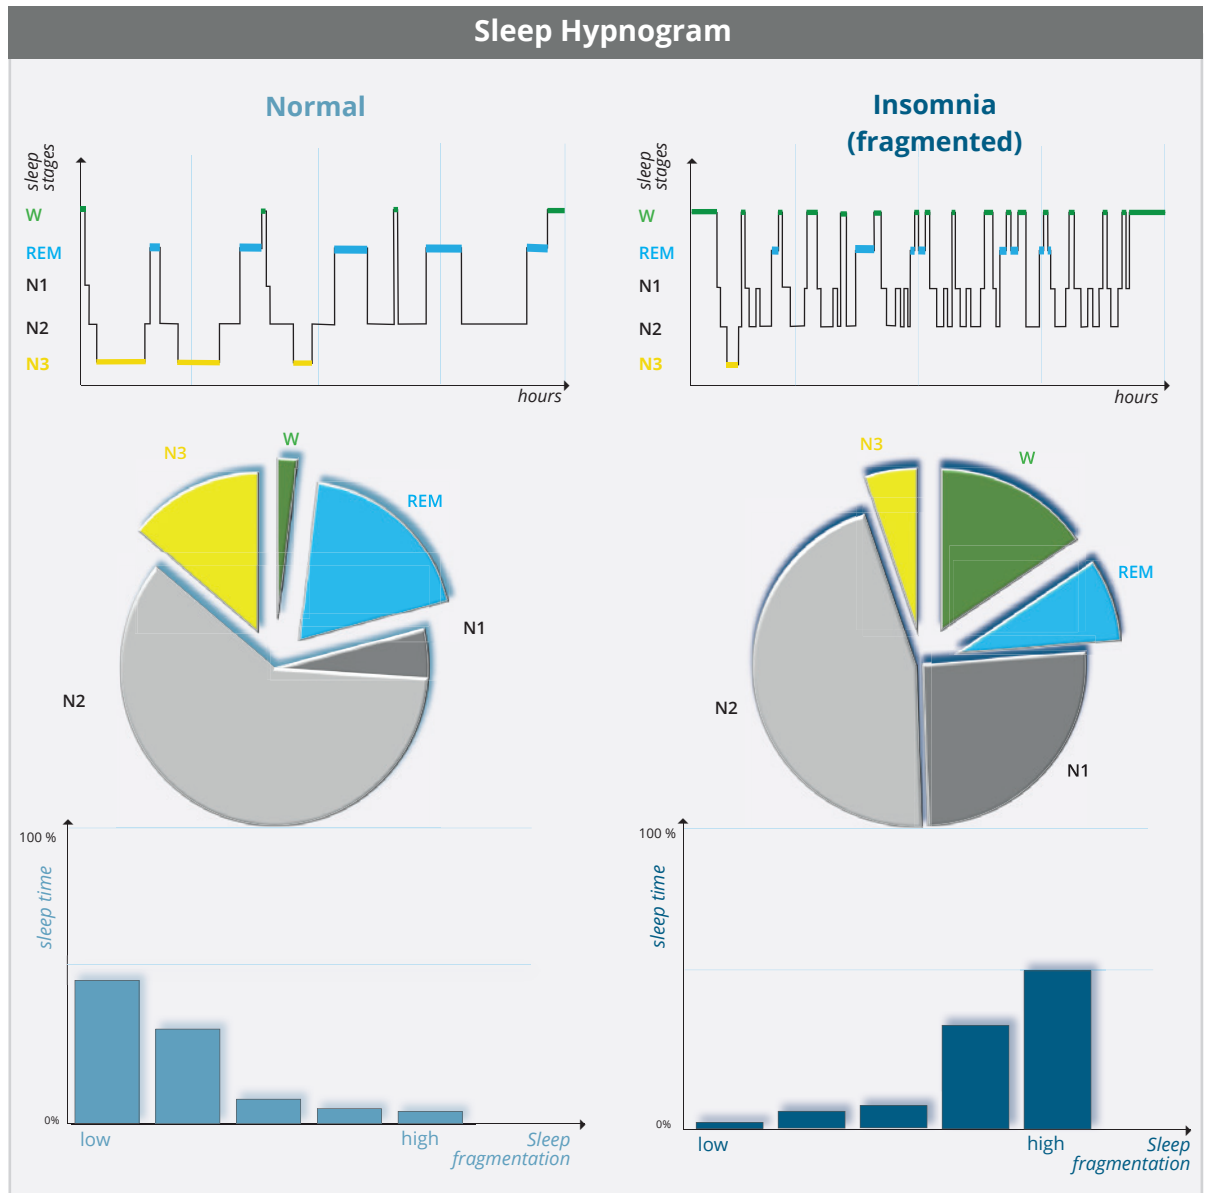 Sleep Hypnogram
Normal
sleep
stages
W
REM
N1
N2
N3
hours
Insomnia
(fragmented)
sleep
stages
W
REM
N1
N2
N3
hours
N3
W
REM
N1
N2
N3
W
REM
N1
N2
100 %
sleep time
0%
low
high
Sleep
fragmentation
100 %
sleep time
0%
low
high
Sleep
fragmentation